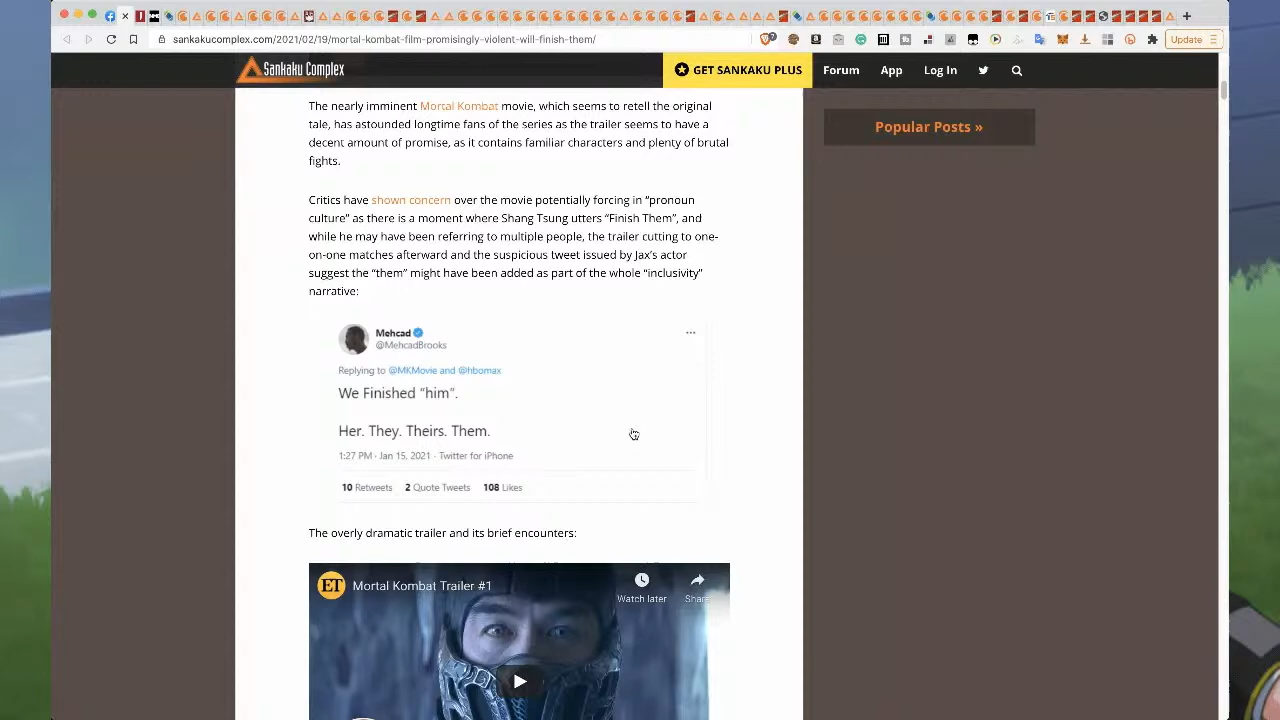 sankakucomplex.com/2021/02/19/mortal-kombat-film-promisingly-violent-will-finish-them/
Update
Sankaku Complex
GET SANKAKU PLUS
Forum
App
Log In
The nearly imminent Mortal Kombat movie, which seems to retell the original
tale, has astounded longtime fans of the series as the trailer seems to have a
decent amount of promise, as it contains familiar characters and plenty of brutal
fights.
Popular Posts »
Critics have shown concern over the movie potentially forcing in “pronoun
culture” as there is a moment where Shang Tsung utters “Finish Them”, and
while he may have been referring to multiple people, the trailer cutting to one-
on-one matches afterward and the suspicious tweet issued by Jax’s actor
suggest the “them” might have been added as part of the whole “inclusivity”
narrative:
Mehcad
@MehcadBrooks
Replying to @MKMovie and @hbomax
We Finished “him”.
Her. They. Theirs. Them.
1:27 PM · Jan 15, 2021 · Twitter for iPhone
10 Retweets 2 Quote Tweets 108 Likes
The overly dramatic trailer and its brief encounters:
ET
Mortal Kombat Trailer #1
Watch later
Share